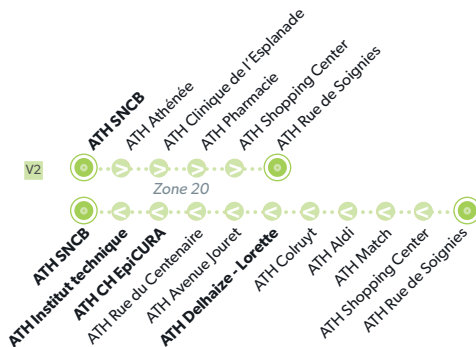 ATH SNCB
ATH Athénée
ATH Clinique de l'Esplanade
ATH Pharmacie
ATH Shopping Center
ATH Rue de Soignies
V2
Zone 20
ATH SNCB
ATH Institut technique
ATH CH EpiCURA
ATH Rue du Centenaire
ATH Avenue Jouret
ATH Delhaize - Lorette
ATH Colruyt
ATH Aldi
ATH Match
ATH Shopping Center
ATH Rue de Soignies